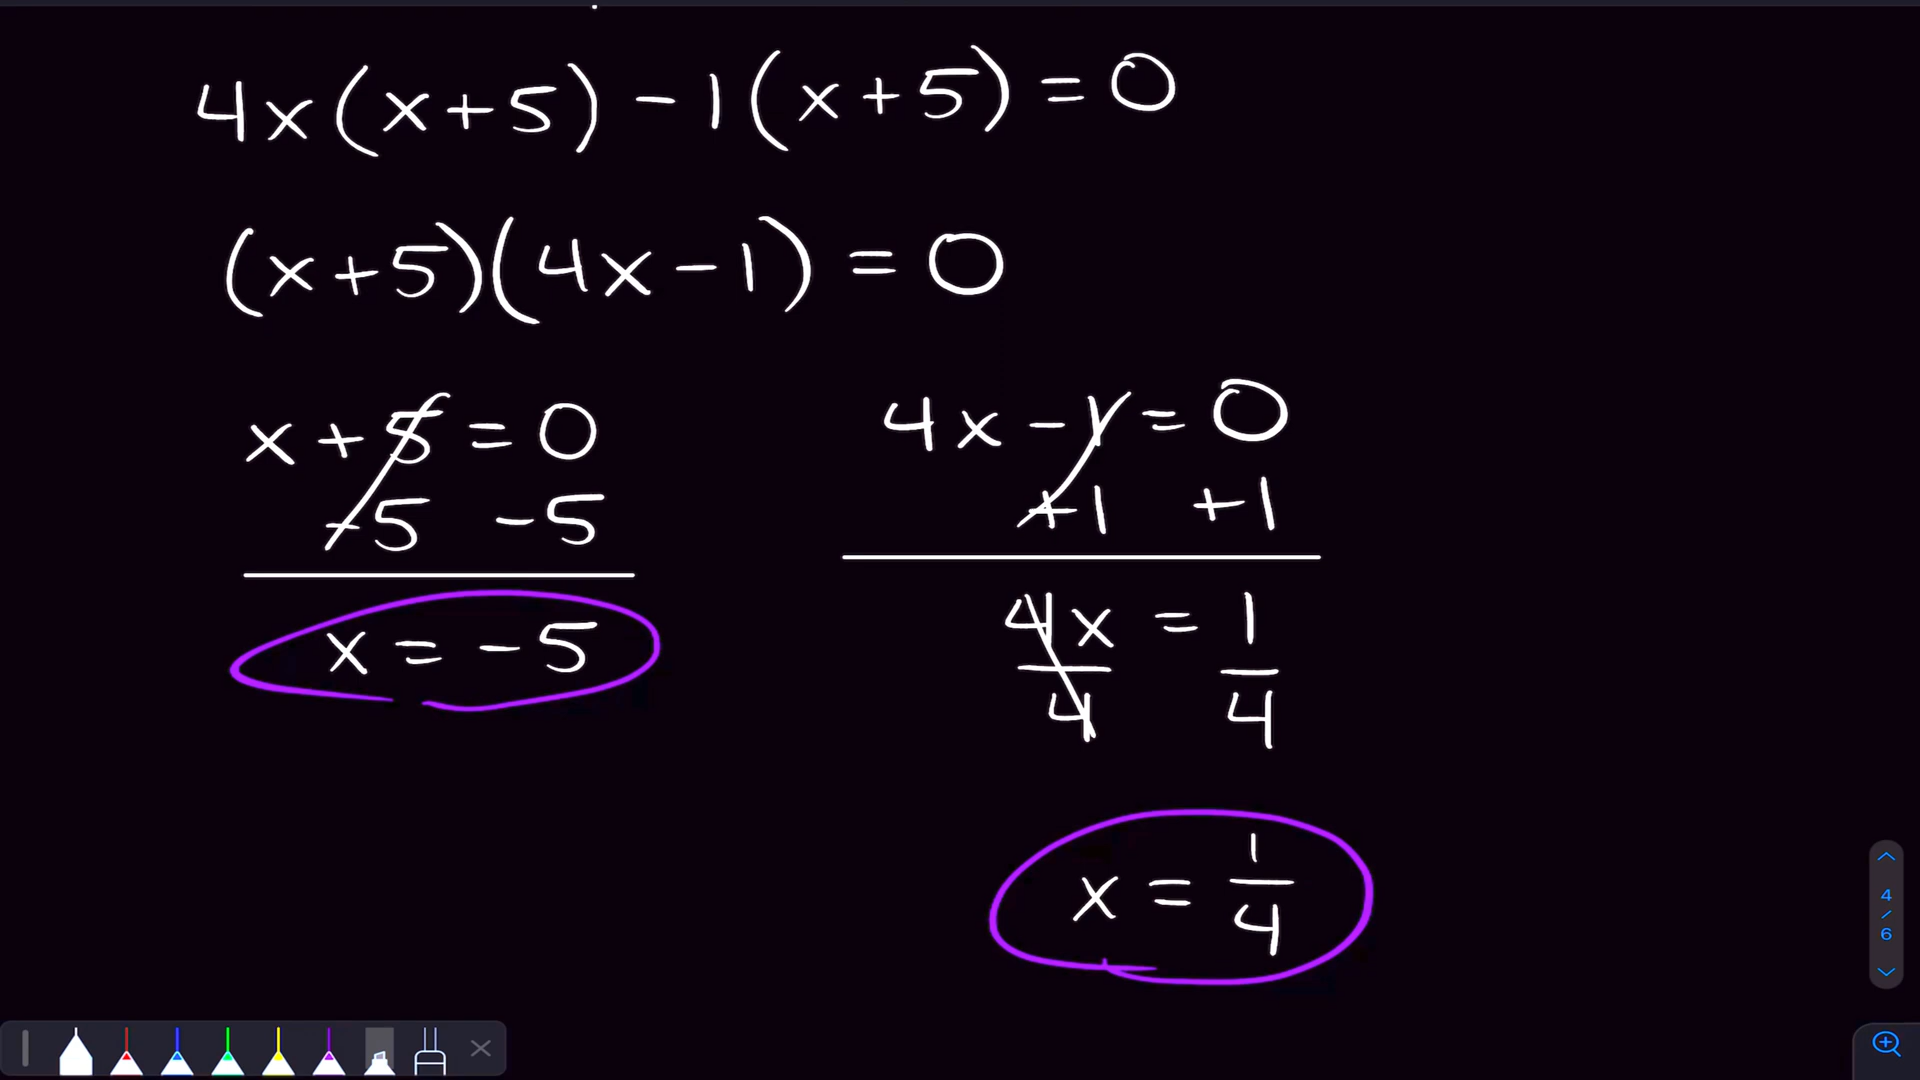 4x(x+5) - 1(x+5) = 0
(x+5)(4x-1) = 0
x + 5 = 0
-5 -5
x = -5
4x - 1 = 0
+1 +1
4x/4 = 1/4
x = 1/4
4
/
6